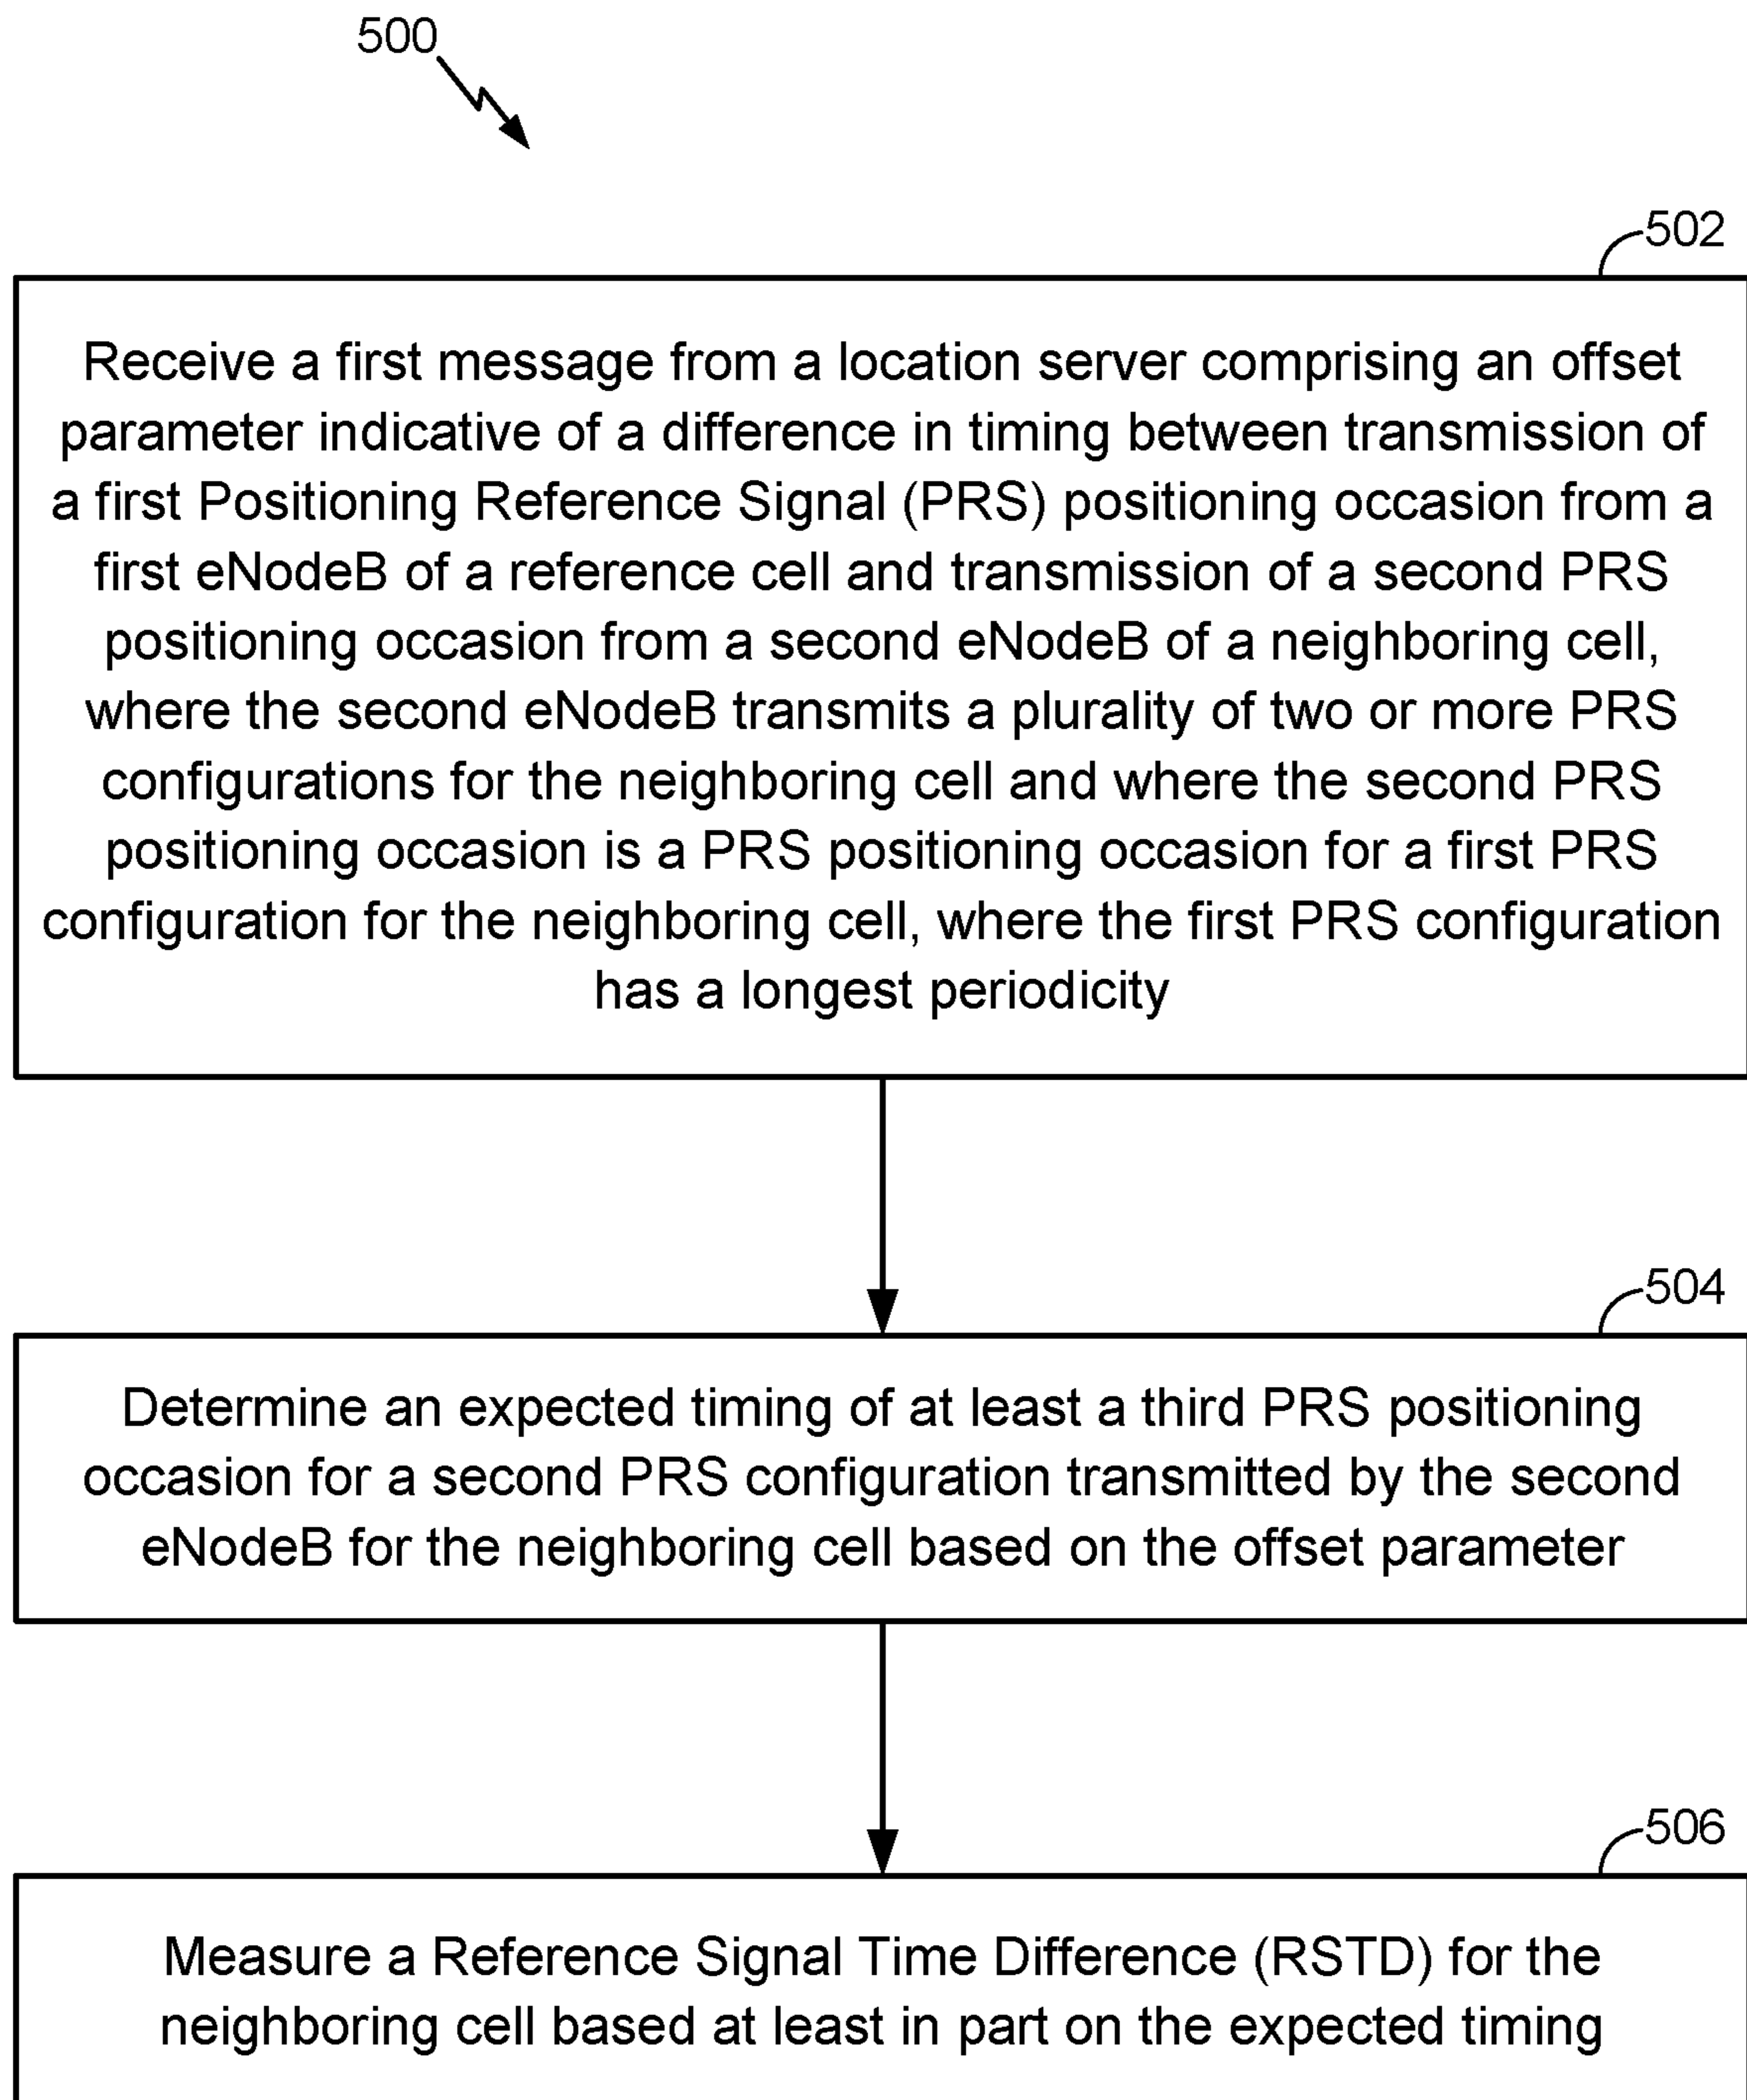 500
502
Receive a first message from a location server comprising an offset
parameter indicative of a difference in timing between transmission of
a first Positioning Reference Signal (PRS) positioning occasion from a
first eNodeB of a reference cell and transmission of a second PRS
positioning occasion from a second eNodeB of a neighboring cell,
where the second eNodeB transmits a plurality of two or more PRS
configurations for the neighboring cell and where the second PRS
positioning occasion is a PRS positioning occasion for a first PRS
configuration for the neighboring cell, where the first PRS configuration
has a longest periodicity
504
Determine an expected timing of at least a third PRS positioning
occasion for a second PRS configuration transmitted by the second
eNodeB for the neighboring cell based on the offset parameter
506
Measure a Reference Signal Time Difference (RSTD) for the
neighboring cell based at least in part on the expected timing